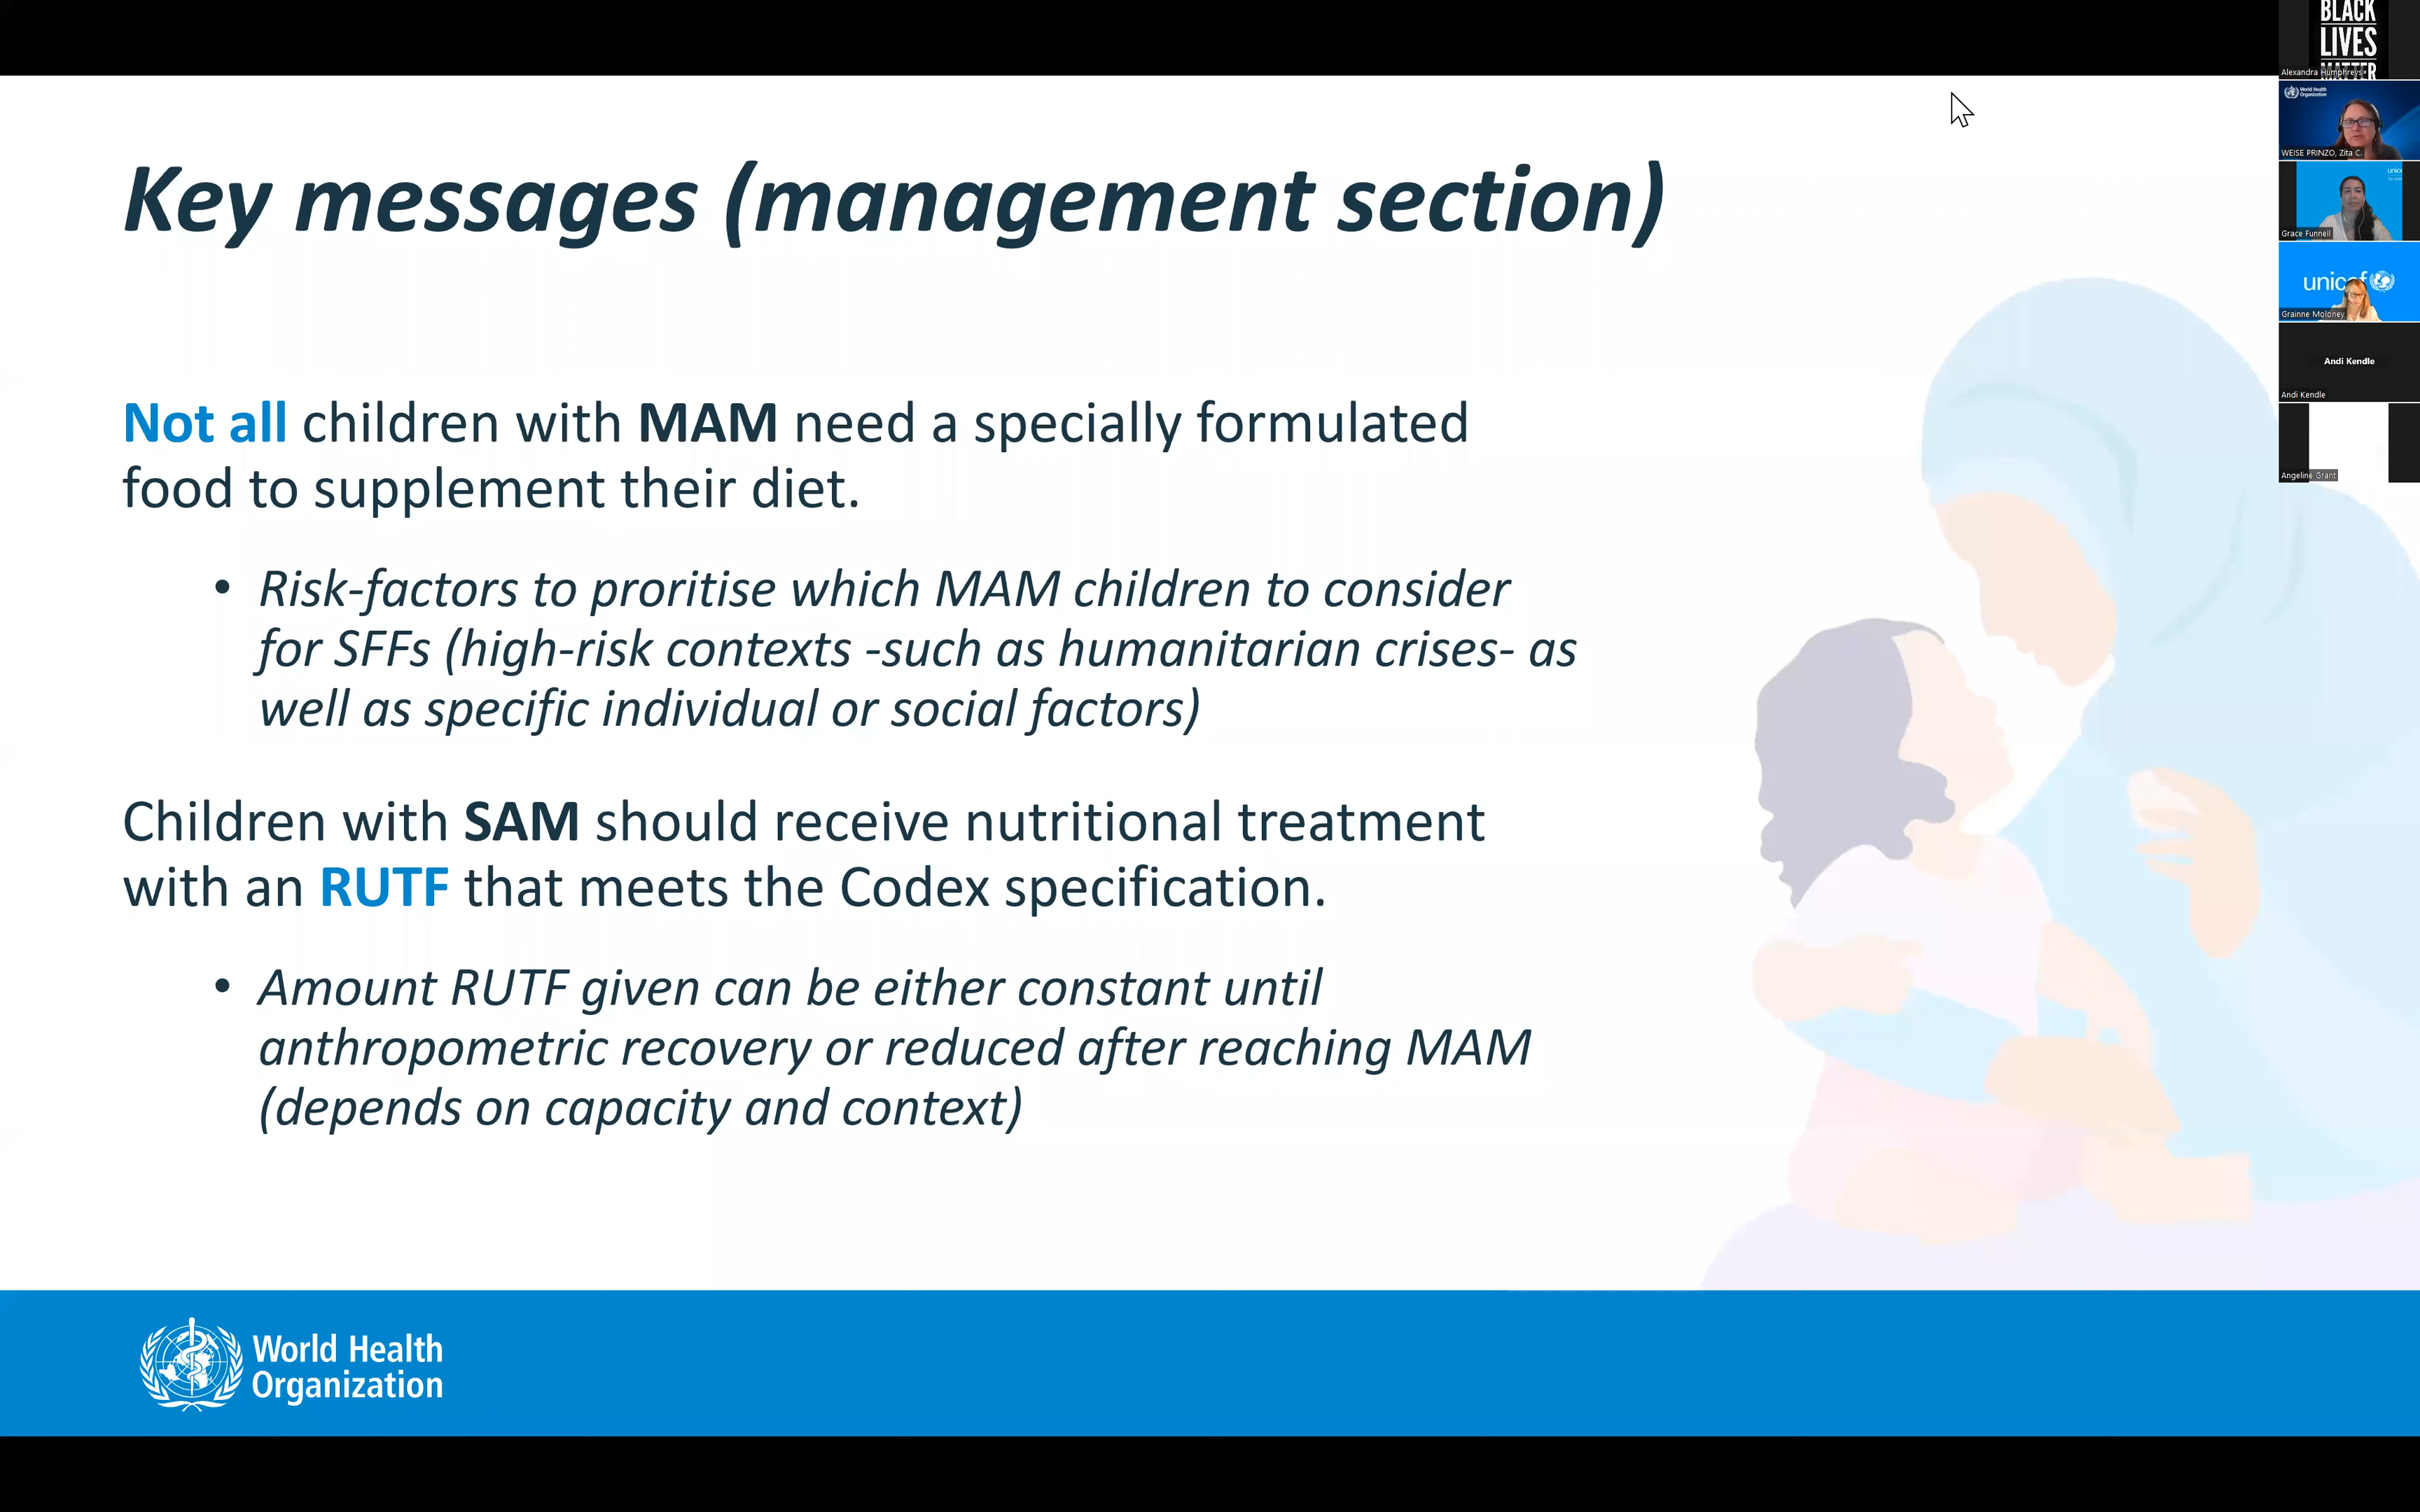 Key messages (management section)
Not all children with MAM need a specially formulated
food to supplement their diet.
• Risk-factors to proritise which MAM children to consider
for SFFs (high-risk contexts -such as humanitarian crises- as
well as specific individual or social factors)
Children with SAM should receive nutritional treatment
with an RUTF that meets the Codex specification.
• Amount RUTF given can be either constant until
anthropometric recovery or reduced after reaching MAM
(depends on capacity and context)
World Health
Organization
BLACK
LIVES
MATTER
Alexandra Humphreys
World Health
Organization
WEISE PRINZO, Zita C.
unicef
Grace Funnell
unicef
Grainne Moloney
Andi Kendle
Andi Kendle
Angeline Grant